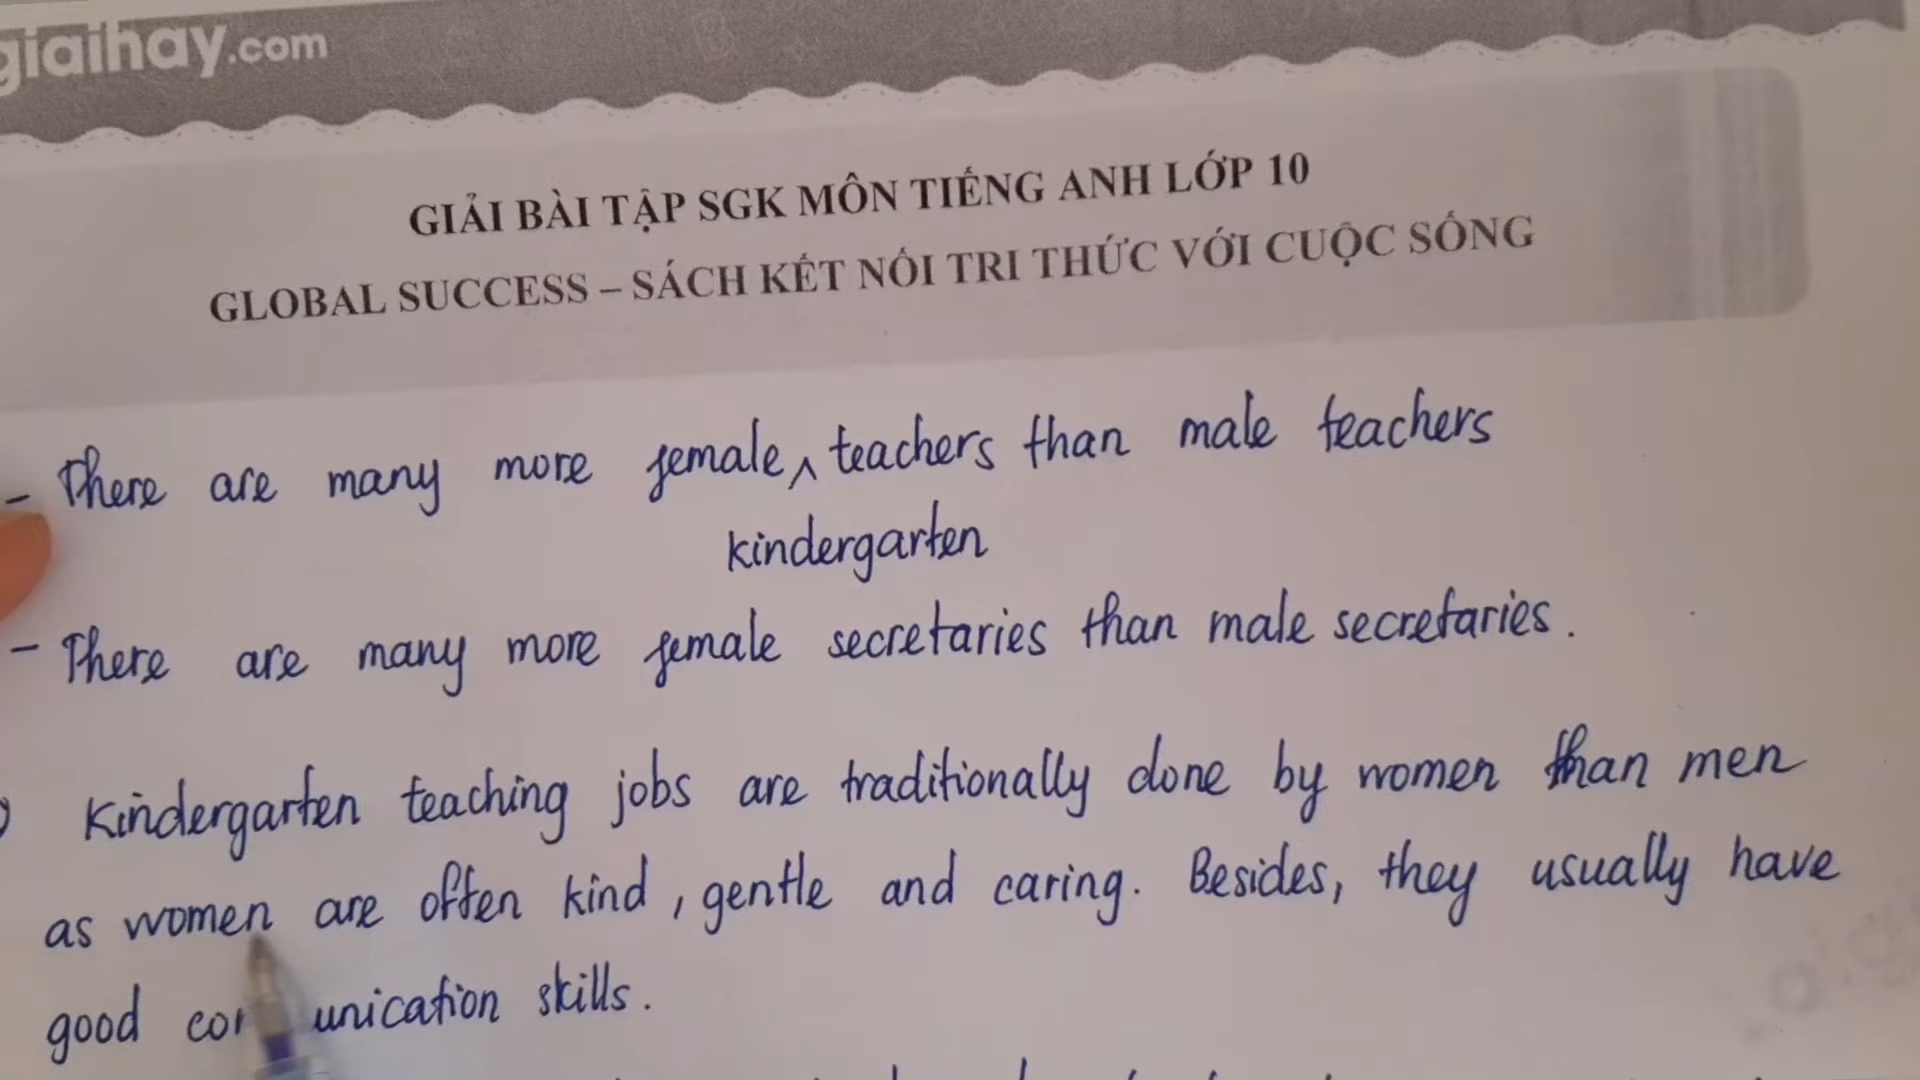 giaihay.com
GIẢI BÀI TẬP SGK MÔN TIẾNG ANH LỚP 10
GLOBAL SUCCESS – SÁCH KẾT NỐI TRI THỨC VỚI CUỘC SỐNG
- There are many more female ^ teachers than male teachers
kindergarten
- There are many more female secretaries than male secretaries.
Kindergarten teaching jobs are traditionally done by women than men
as women are often kind, gentle and caring. Besides, they usually have
good communication skills.